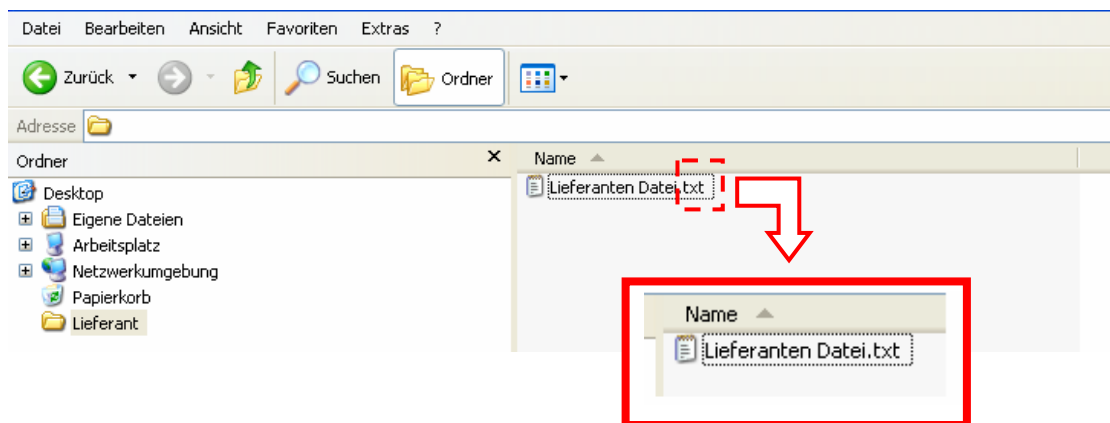 Datei Bearbeiten Ansicht Favoriten Extras ?
Zurück Suchen Ordner
Adresse
Ordner X Name
Lieferanten Datei.txt
Desktop
Eigene Dateien
Arbeitsplatz
Netzwerkumgebung
Papierkorb
Lieferant
Name
Lieferanten Datei.txt